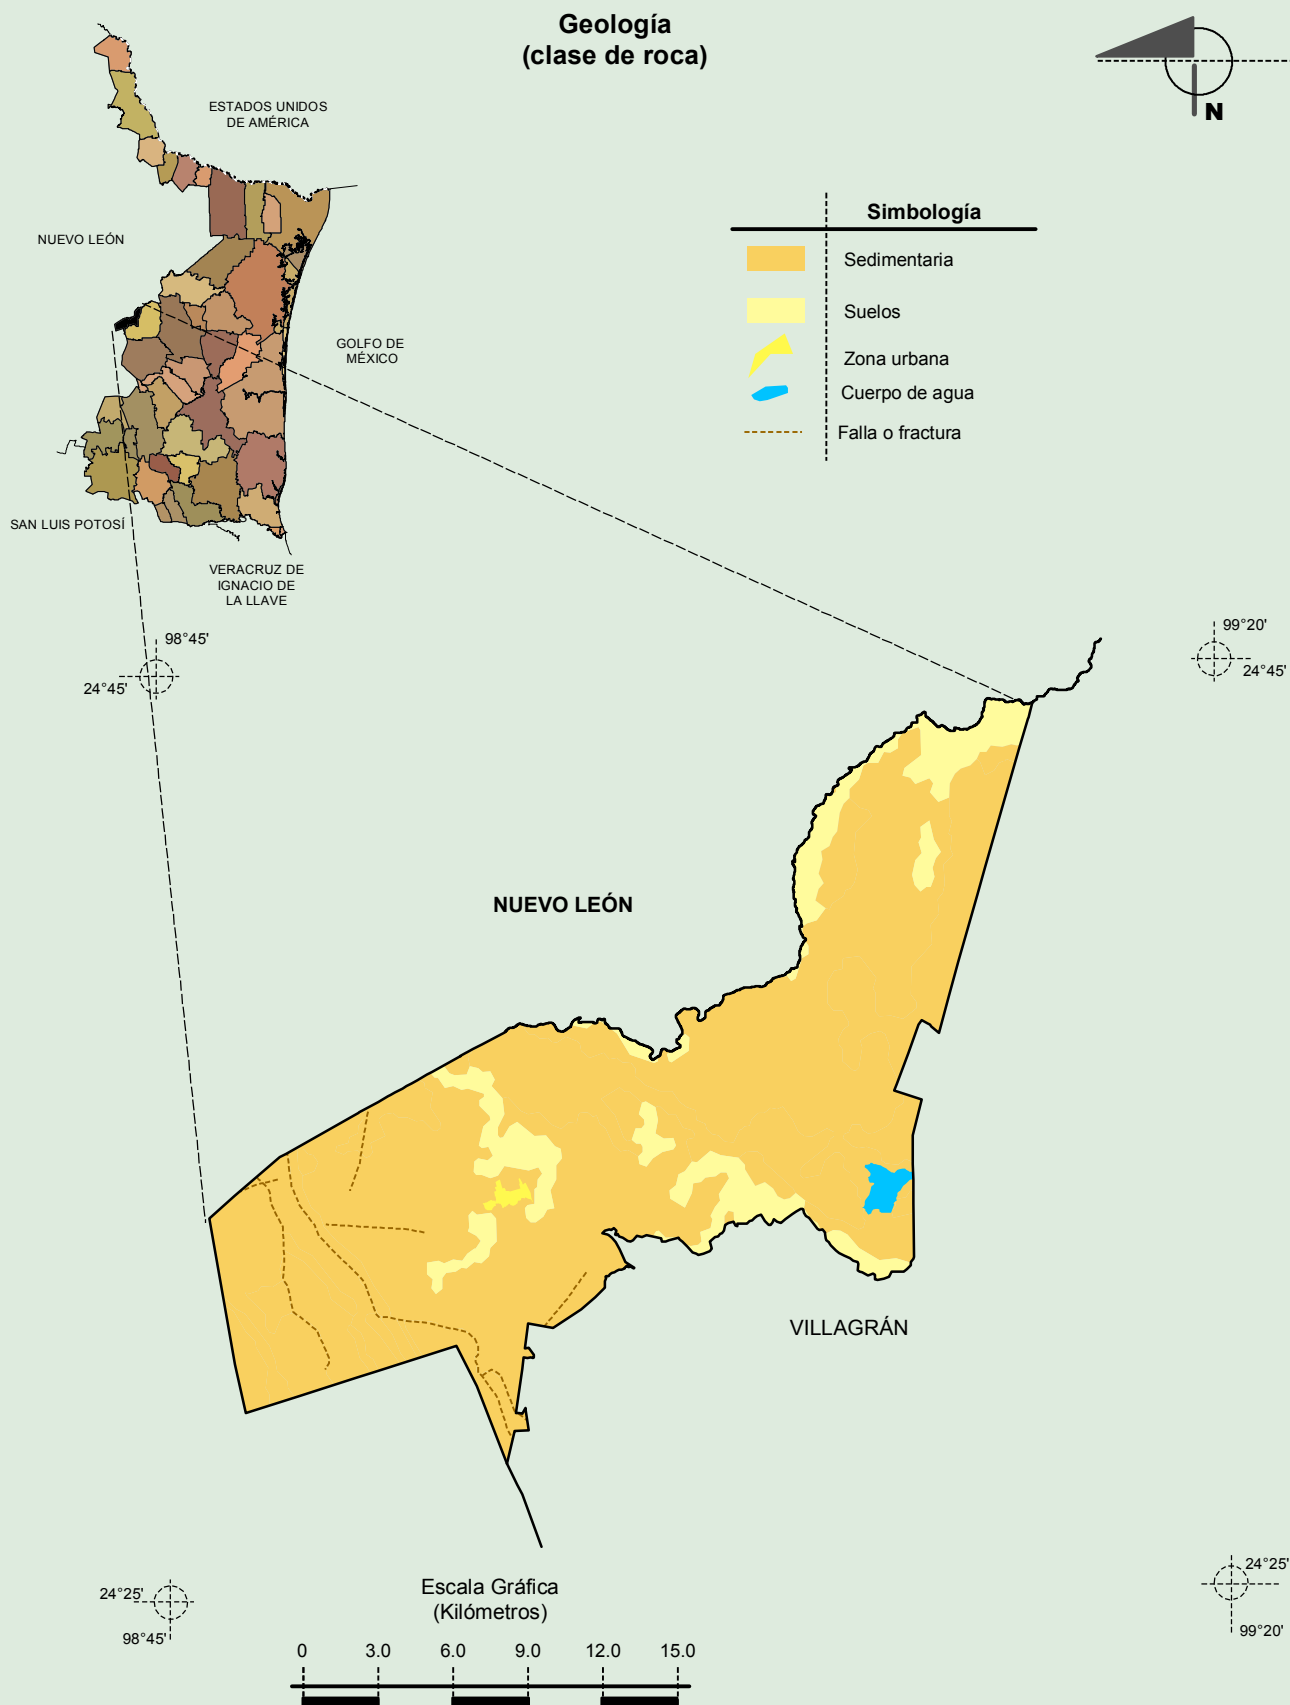 Geología
(clase de roca)
N
ESTADOS UNIDOS
DE AMÉRICA
NUEVO LEÓN
GOLFO DE
MÉXICO
SAN LUIS POTOSÍ
VERACRUZ DE
IGNACIO DE
LA LLAVE
Simbología
Sedimentaria
Suelos
Zona urbana
Cuerpo de agua
Falla o fractura
98°45'
24°45'
99°20'
24°45'
NUEVO LEÓN
VILLAGRÁN
24°25'
98°45'
24°25'
99°20'
Escala Gráfica
(Kilómetros)
0 3.0 6.0 9.0 12.0 15.0